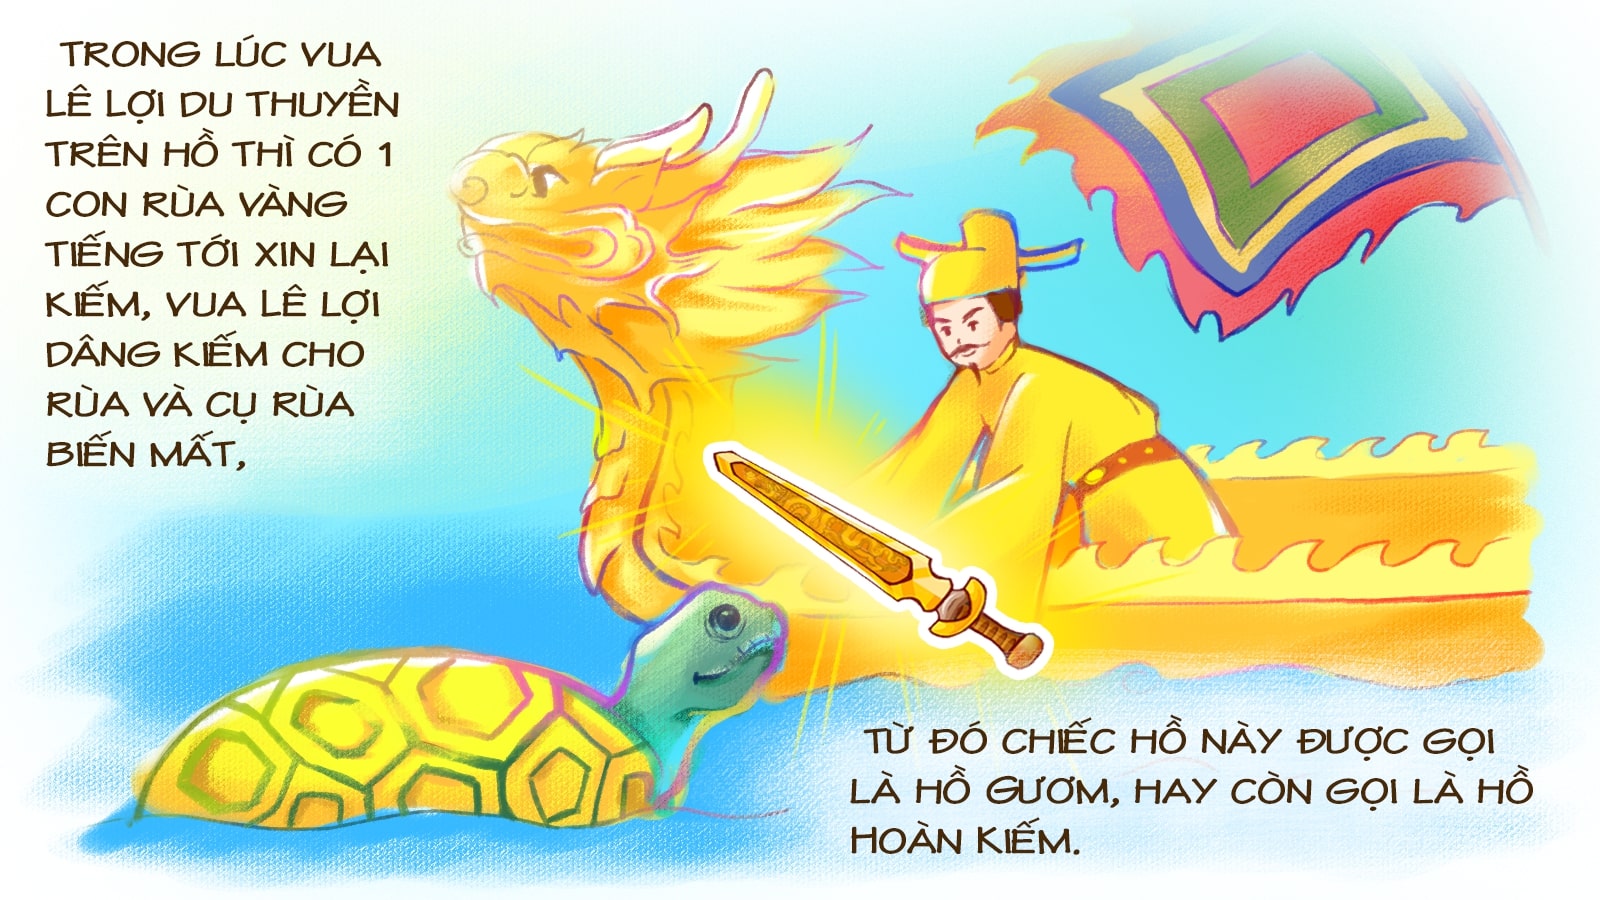 TRONG LÚC VUA
LÊ LỢI DU THUYỀN
TRÊN HỒ THÌ CÓ 1
CON RÙA VÀNG
TIẾNG TỚI XIN LẠI
KIẾM, VUA LÊ LỢI
DÂNG KIẾM CHO
RÙA VÀ CỤ RÙA
BIẾN MẤT,
TỪ ĐÓ CHIẾC HỒ NÀY ĐƯỢC GỌI
LÀ HỒ GƯƠM, HAY CÒN GỌI LÀ HỒ
HOÀN KIẾM.